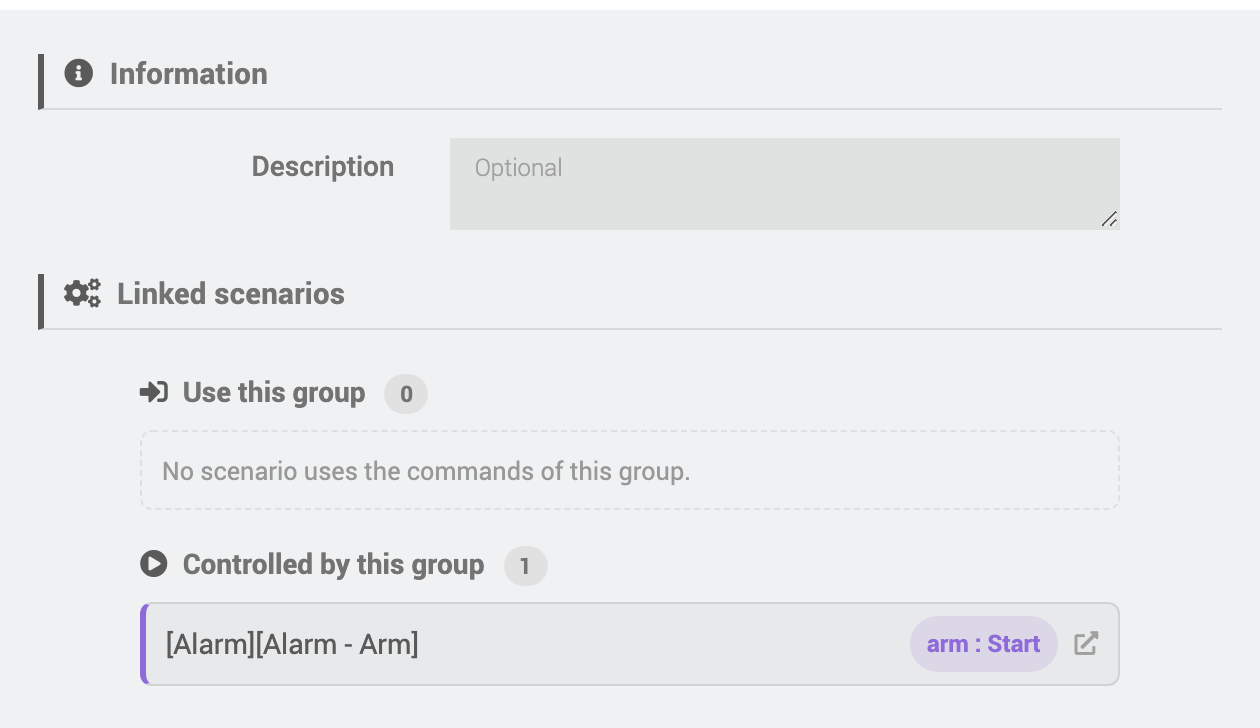 Information
Description
Optional
Linked scenarios
Use this group 0
No scenario uses the commands of this group.
Controlled by this group 1
[Alarm][Alarm - Arm] arm : Start